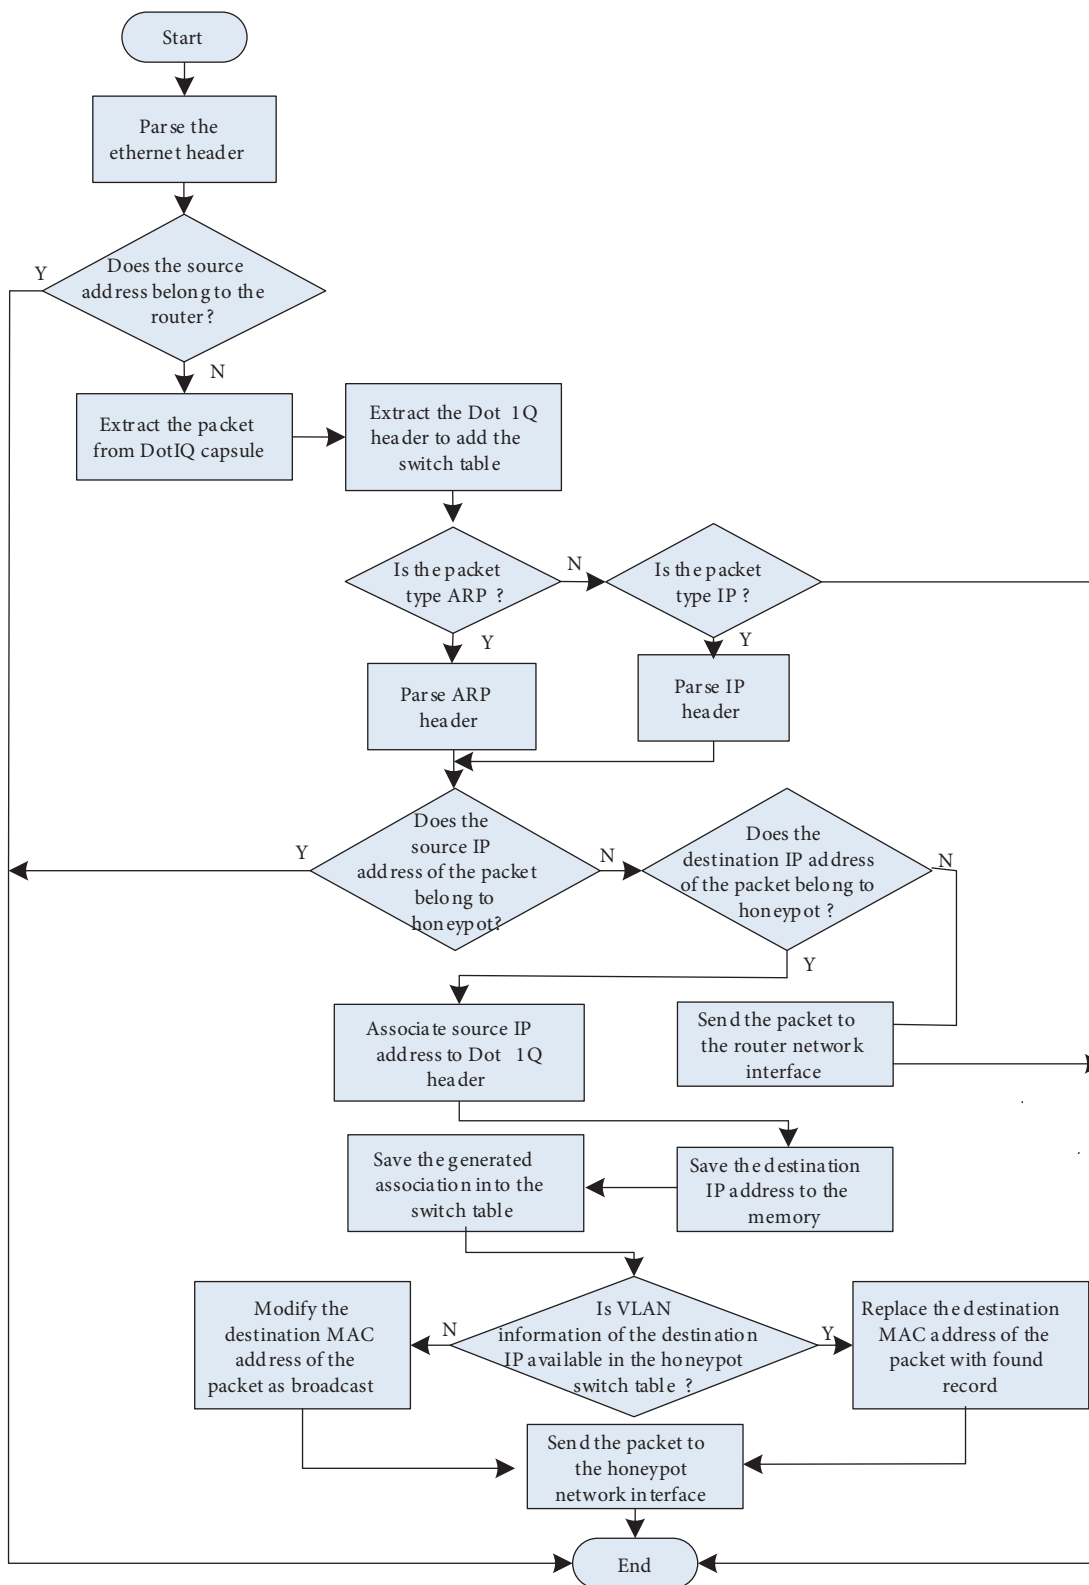 Start
Parse the
ethernet header
Y
Does the source
address belong to the
router?
N
Extract the packet
from DotIQ capsule
Extract the Dot 1Q
header to add the
switch table
Is the packet
type ARP ?
N
Is the packet
type IP ?
Y
Y
Parse ARP
header
Parse IP
header
Y
Does the
source IP
address of the packet
belong to
honeypot?
N
Does the
destination IP address
of the packet belong to
honeypot ?
N
Y
Associate source IP
address to Dot 1Q
header
Send the packet to
the router network
interface
Save the generated
association into the
switch table
Save the destination
IP address to the
memory
Modify the
destination MAC
address of the
packet as broadcast
N
Is VLAN
information of the destination
IP available in the honeypot
switch table ?
Y
Replace the destination
MAC address of the
packet with found
record
Send the packet to
the honeypot
network interface
End